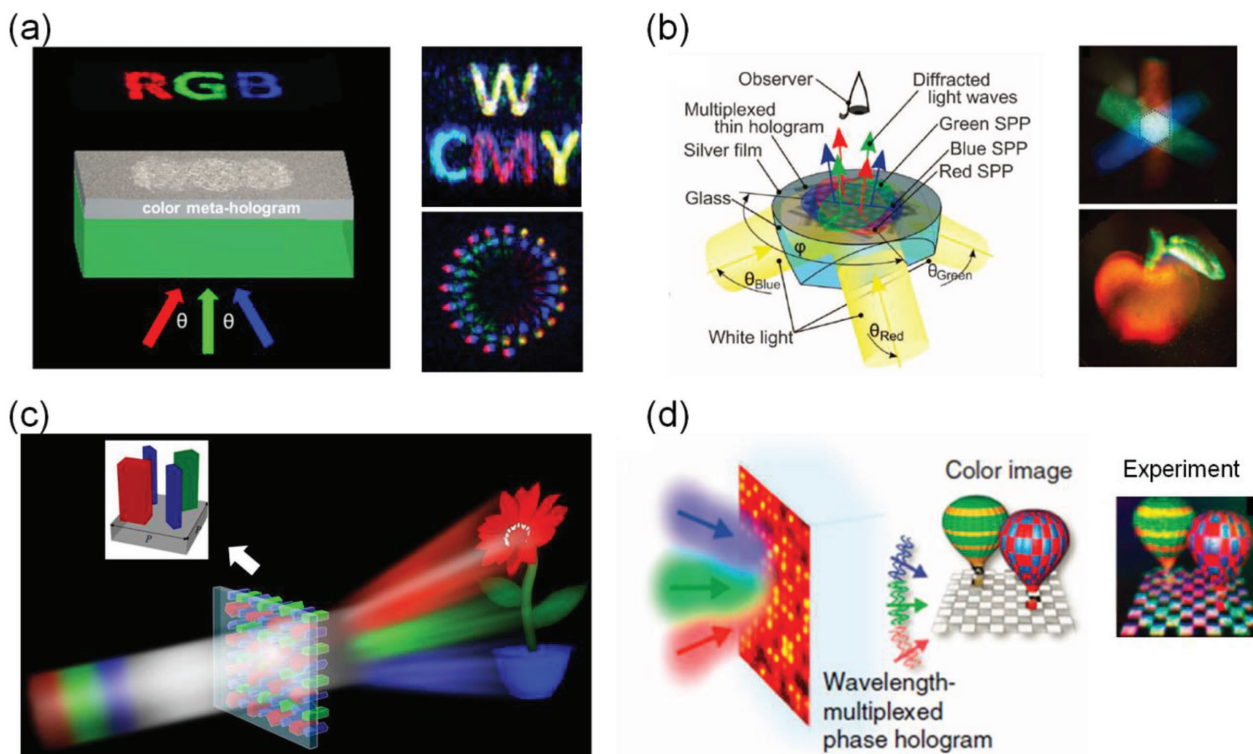 (a)
RGB
color meta-hologram
θ
θ
W
CMY
(b)
Observer
Diffracted
light waves
Multiplexed
thin hologram
Green SPP
Silver film
Blue SPP
Red SPP
Glass
φ
θBlue
θGreen
White light
θRed
(c)
P
P
(d)
Color image
Experiment
Wavelength-
multiplexed
phase hologram